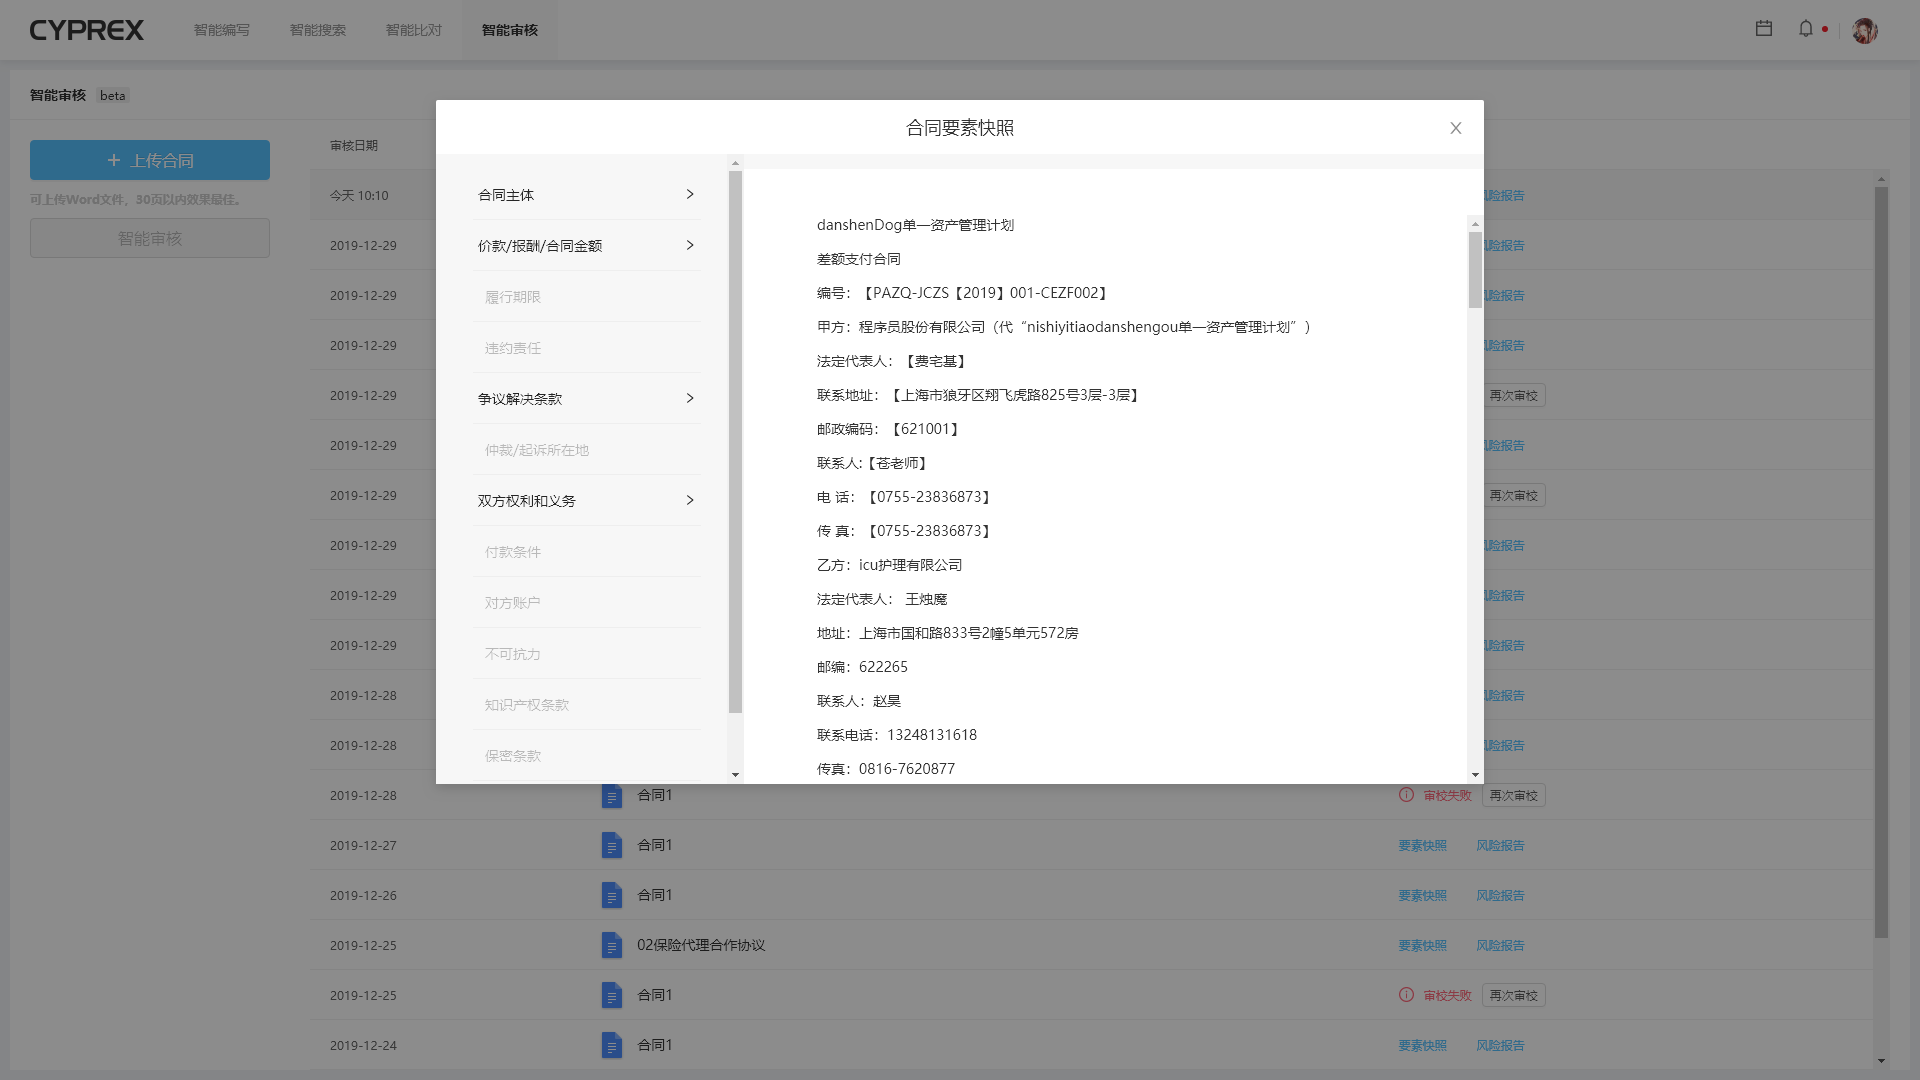 CYPREX
智能编写
智能搜索
智能比对
智能审核
智能审核 beta
+ 上传合同
可上传Word文件，30页以内效果最佳。
智能审核
审核日期
今天 10:10
风险报告
2019-12-29
风险报告
2019-12-29
风险报告
2019-12-29
风险报告
2019-12-29
再次审校
2019-12-29
风险报告
2019-12-29
再次审校
2019-12-29
风险报告
2019-12-29
风险报告
2019-12-29
风险报告
2019-12-28
风险报告
2019-12-28
风险报告
2019-12-28 合同1 审校失败 再次审校
2019-12-27 合同1 要素快照 风险报告
2019-12-26 合同1 要素快照 风险报告
2019-12-25 02保险代理合作协议 要素快照 风险报告
2019-12-25 合同1 审校失败 再次审校
2019-12-24 合同1 要素快照 风险报告
合同要素快照
合同主体
价款/报酬/合同金额
履行期限
违约责任
争议解决条款
仲裁/起诉所在地
双方权利和义务
付款条件
对方账户
不可抗力
知识产权条款
保密条款
danshenDog单一资产管理计划
差额支付合同
编号：【PAZQ-JCZS【2019】001-CEZF002】
甲方：程序员股份有限公司（代“nishiyitiaodanshengou单一资产管理计划”）
法定代表人：【费宅基】
联系地址：【上海市狼牙区翔飞虎路825号3层-3层】
邮政编码：【621001】
联系人:【苍老师】
电 话：【0755-23836873】
传 真：【0755-23836873】
乙方：icu护理有限公司
法定代表人： 王烛魔
地址：上海市国和路833号2幢5单元572房
邮编：622265
联系人：赵昊
联系电话：13248131618
传真：0816-7620877